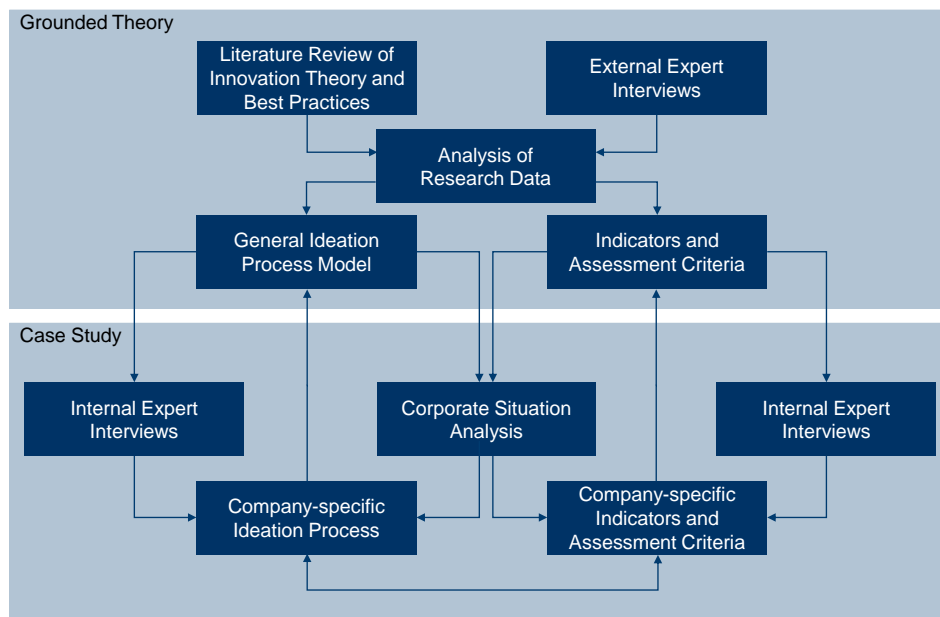 Grounded Theory
Literature Review of
Innovation Theory and
Best Practices
External Expert
Interviews
Analysis of
Research Data
General Ideation
Process Model
Indicators and
Assessment Criteria
Case Study
Internal Expert
Interviews
Corporate Situation
Analysis
Internal Expert
Interviews
Company-specific
Ideation Process
Company-specific
Indicators and
Assessment Criteria